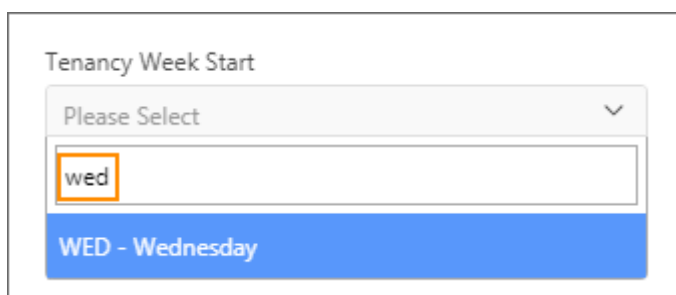 Tenancy Week Start
Please Select
wed
WED - Wednesday